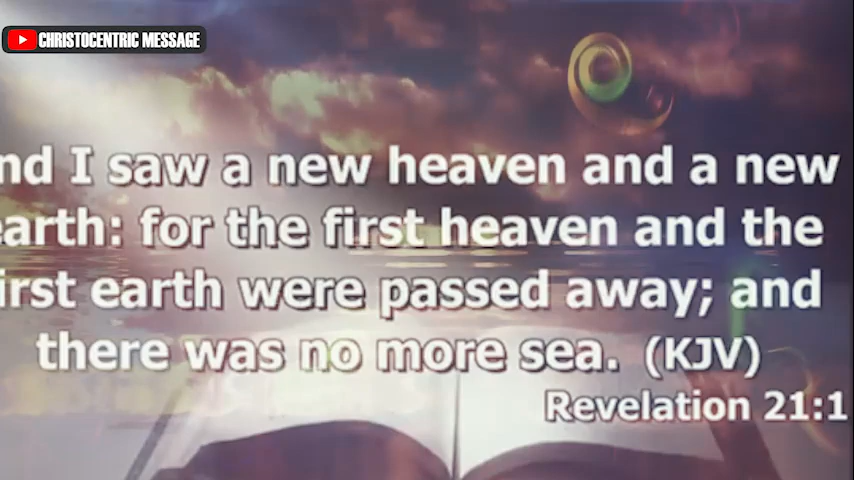 CHRISTOCENTRIC MESSAGE
nd I saw a new heaven and a new
earth: for the first heaven and the
irst earth were passed away; and
there was no more sea. (KJV)
Revelation 21:1